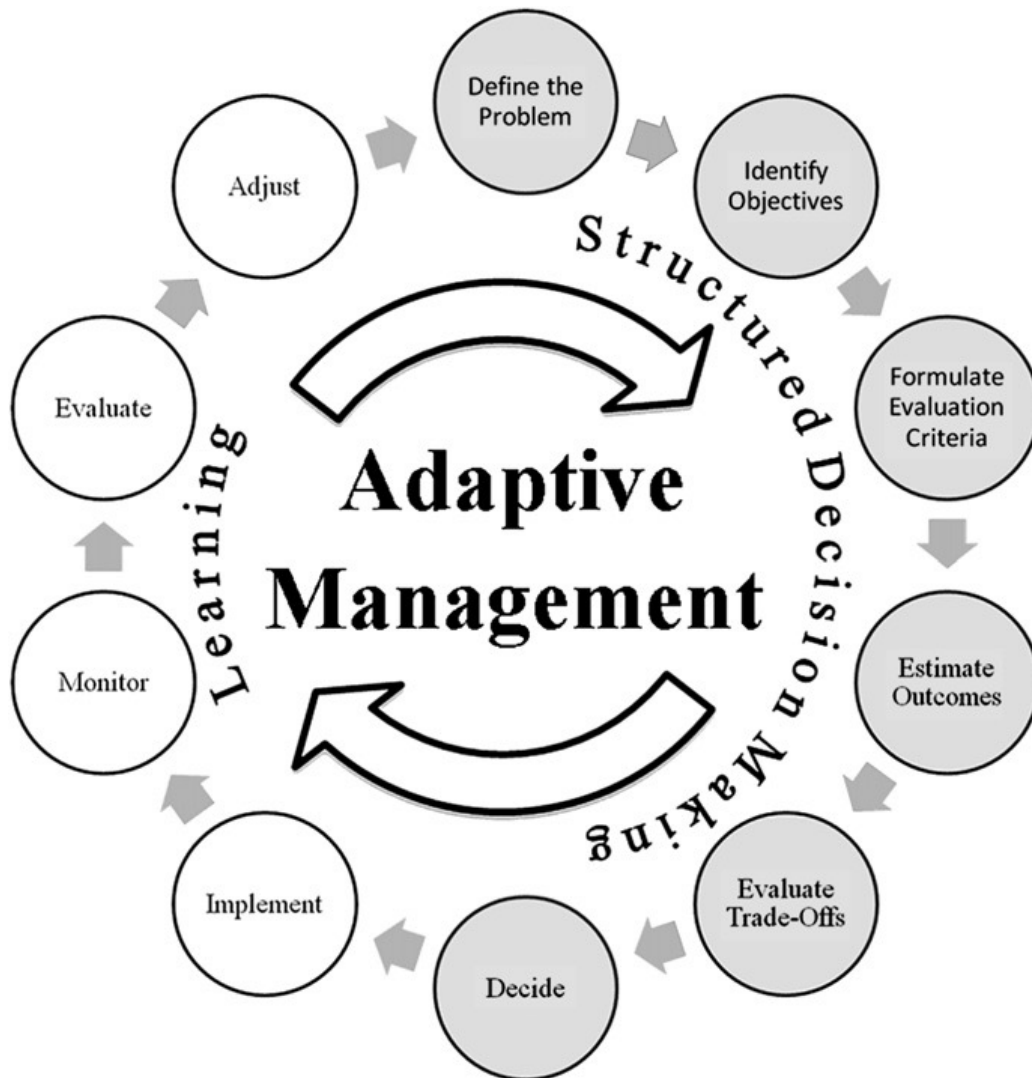 Define the
Problem
Identify
Objectives
Formulate
Evaluation
Criteria
Estimate
Outcomes
Evaluate
Trade-Offs
Decide
Implement
Monitor
Evaluate
Adjust
Structured Decision Making
Learning
Adaptive
Management